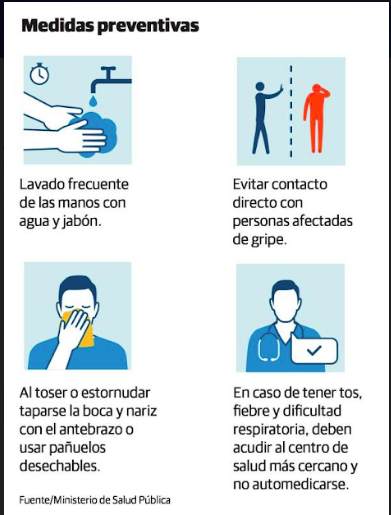 Medidas preventivas
Lavado frecuente
de las manos con
agua y jabón.
Evitar contacto
directo con
personas afectadas
de gripe.
Al toser o estornudar
taparse la boca y nariz
con el antebrazo o
usar pañuelos
desechables.
En caso de tener tos,
fiebre y dificultad
respiratoria, deben
acudir al centro de
salud más cercano y
no automedicarse.
Fuente/Ministerio de Salud Pública